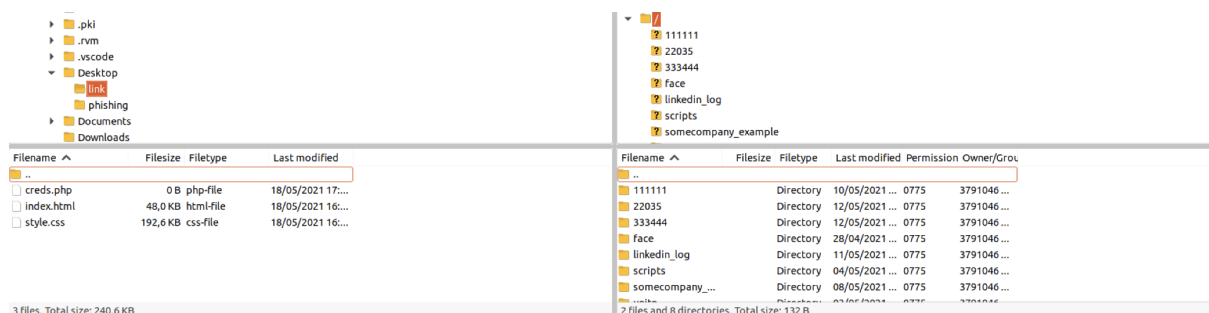 .pki
.rvm
.vscode
Desktop
link
phishing
Documents
Downloads
/
111111
22035
333444
face
linkedin_log
scripts
somecompany_example
Filename Filesize Filetype Last modified
..
creds.php 0 B php-file 18/05/2021 17:...
index.html 48,0 KB html-file 18/05/2021 16:...
style.css 192,6 KB css-file 18/05/2021 16:...
3 files. Total size: 240,6 KB
Filename Filesize Filetype Last modified Permission Owner/Grou
..
111111 Directory 10/05/2021 ... 0775 3791046 ...
22035 Directory 12/05/2021 ... 0775 3791046 ...
333444 Directory 12/05/2021 ... 0775 3791046 ...
face Directory 28/04/2021 ... 0775 3791046 ...
linkedin_log Directory 11/05/2021 ... 0775 3791046 ...
scripts Directory 04/05/2021 ... 0775 3791046 ...
somecompany_... Directory 08/05/2021 ... 0775 3791046 ...
2 files and 8 directories. Total size: 132 B